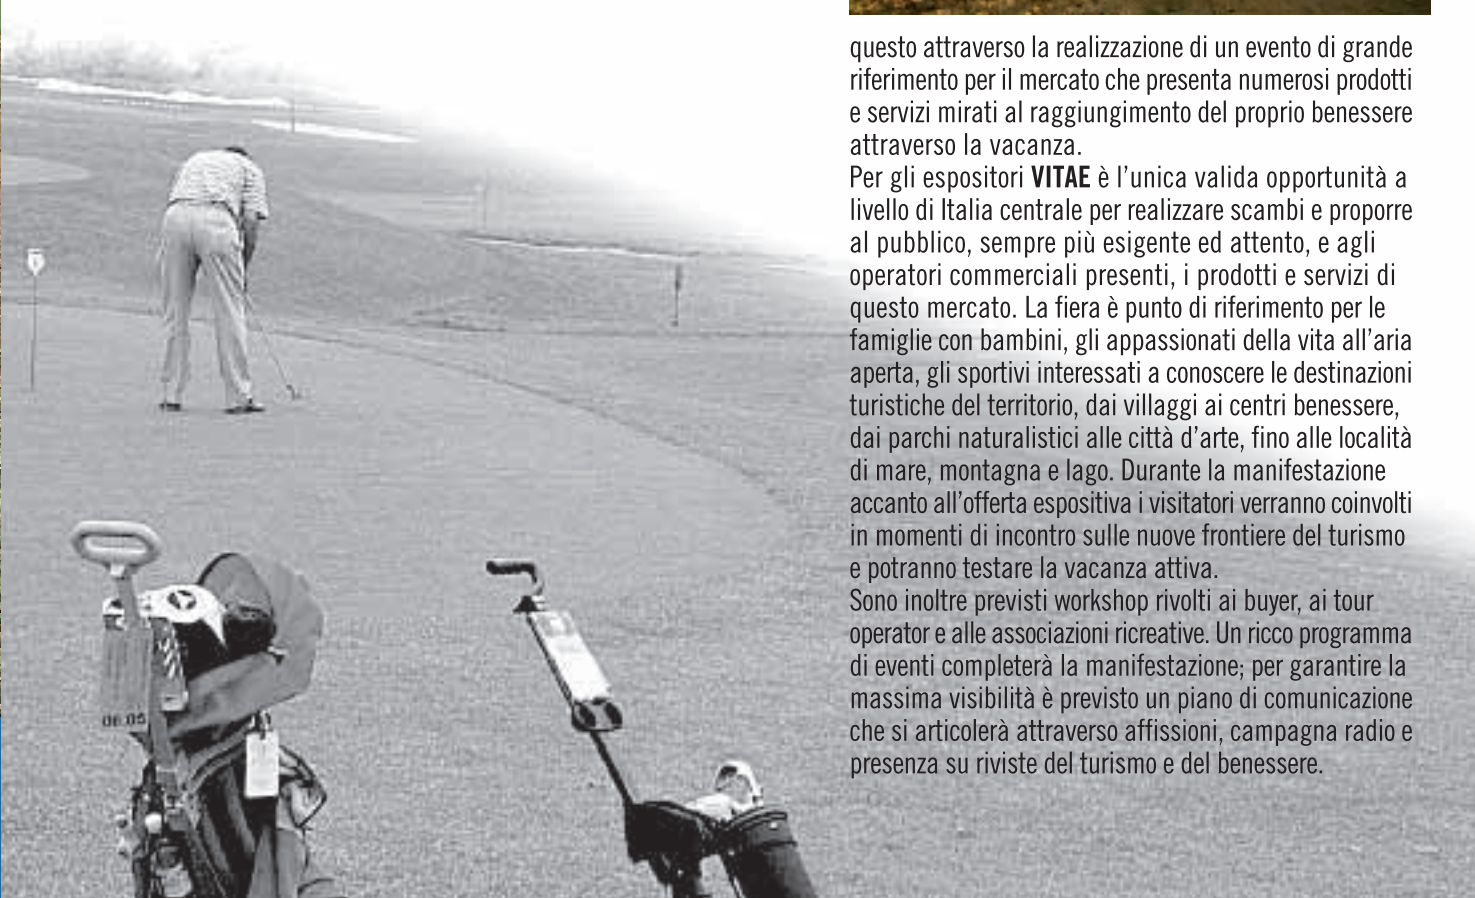 questo attraverso la realizzazione di un evento di grande
riferimento per il mercato che presenta numerosi prodotti
e servizi mirati al raggiungimento del proprio benessere
attraverso la vacanza.
Per gli espositori VITAE è l’unica valida opportunità a
livello di Italia centrale per realizzare scambi e proporre
al pubblico, sempre più esigente ed attento, e agli
operatori commerciali presenti, i prodotti e servizi di
questo mercato. La fiera è punto di riferimento per le
famiglie con bambini, gli appassionati della vita all’aria
aperta, gli sportivi interessati a conoscere le destinazioni
turistiche del territorio, dai villaggi ai centri benessere,
dai parchi naturalistici alle città d’arte, fino alle località
di mare, montagna e lago. Durante la manifestazione
accanto all’offerta espositiva i visitatori verranno coinvolti
in momenti di incontro sulle nuove frontiere del turismo
e potranno testare la vacanza attiva.
Sono inoltre previsti workshop rivolti ai buyer, ai tour
operator e alle associazioni ricreative. Un ricco programma
di eventi completerà la manifestazione; per garantire la
massima visibilità è previsto un piano di comunicazione
che si articolerà attraverso affissioni, campagna radio e
presenza su riviste del turismo e del benessere.